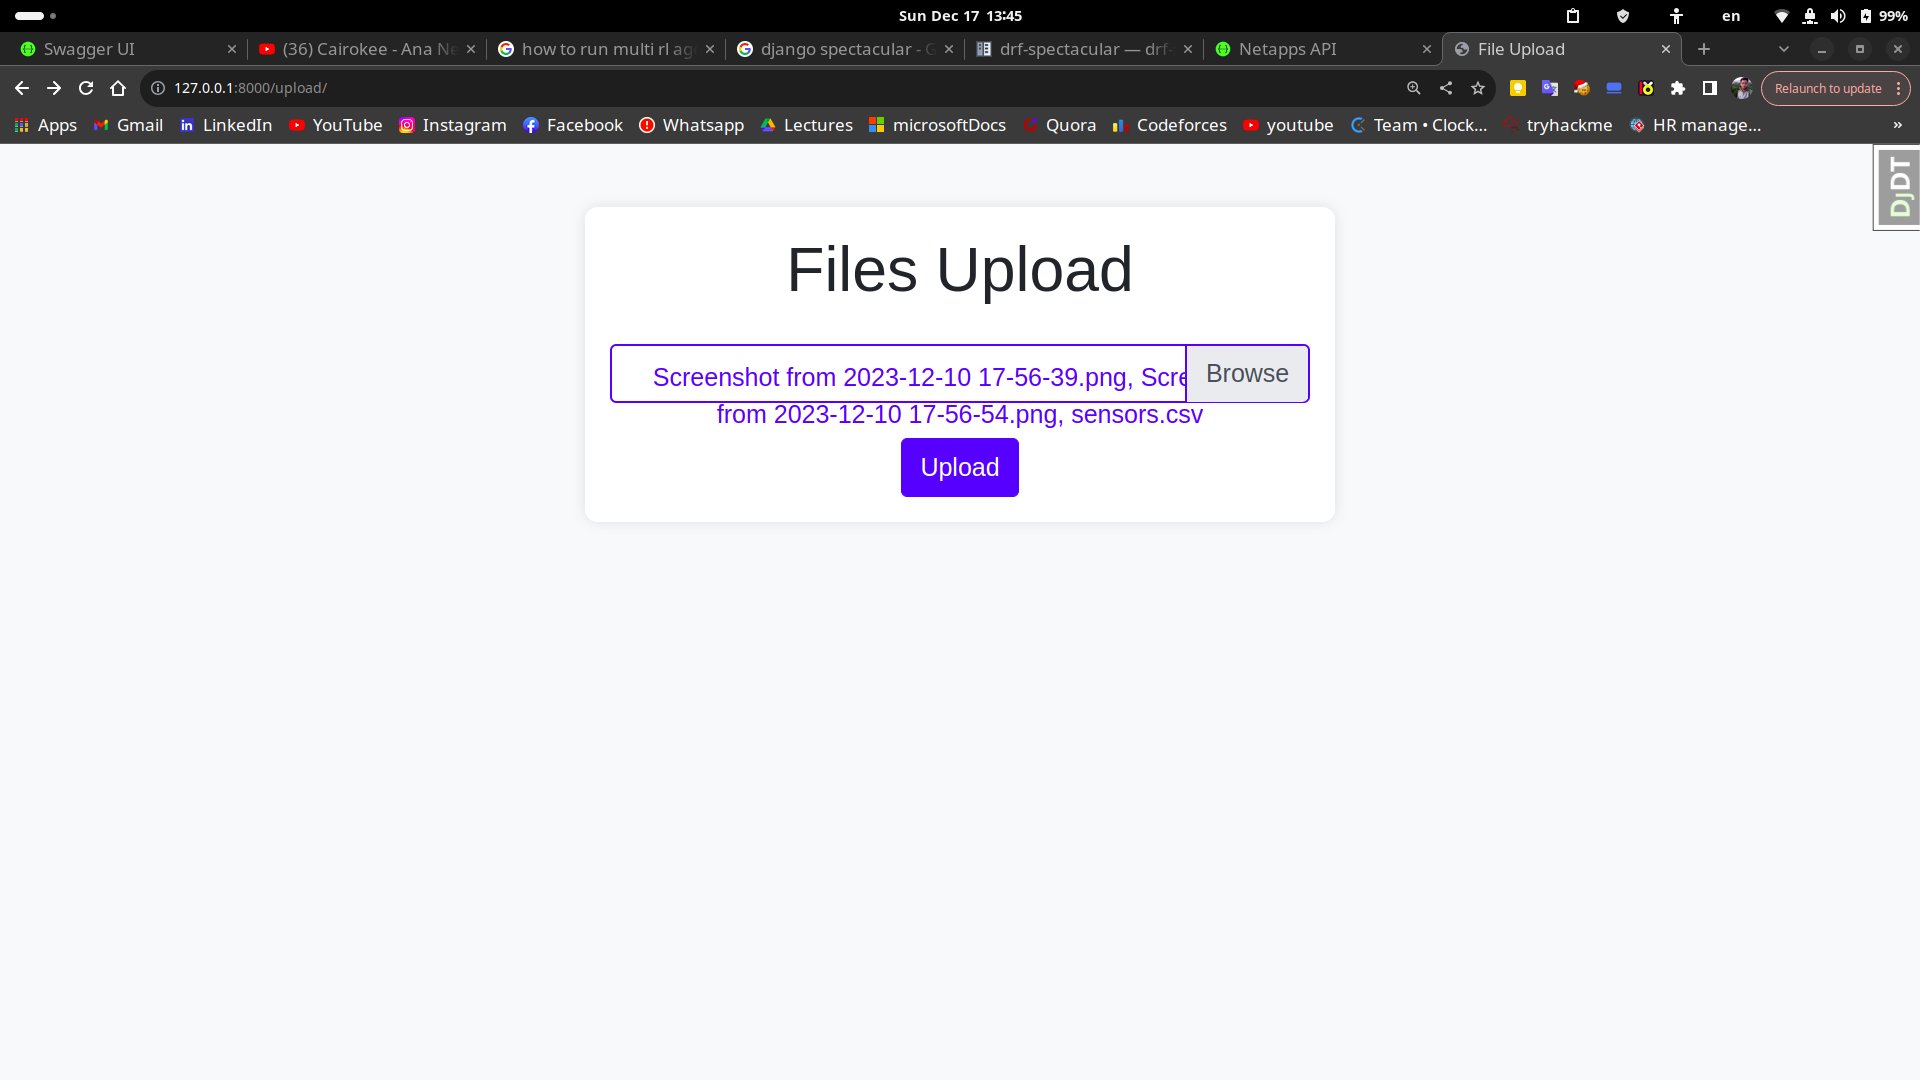 Sun Dec 17 13:45
en
99%
Swagger UI
(36) Cairokee - Ana Ne
how to run multi rl age
django spectacular - G
drf-spectacular — drf-
Netapps API
File Upload
127.0.0.1:8000/upload/
Relaunch to update
Apps
Gmail
LinkedIn
YouTube
Instagram
Facebook
Whatsapp
Lectures
microsoftDocs
Quora
Codeforces
youtube
Team • Clock...
tryhackme
HR manage...
»
DjDT
Files Upload
Screenshot from 2023-12-10 17-56-39.png, Scre
Browse
from 2023-12-10 17-56-54.png, sensors.csv
Upload